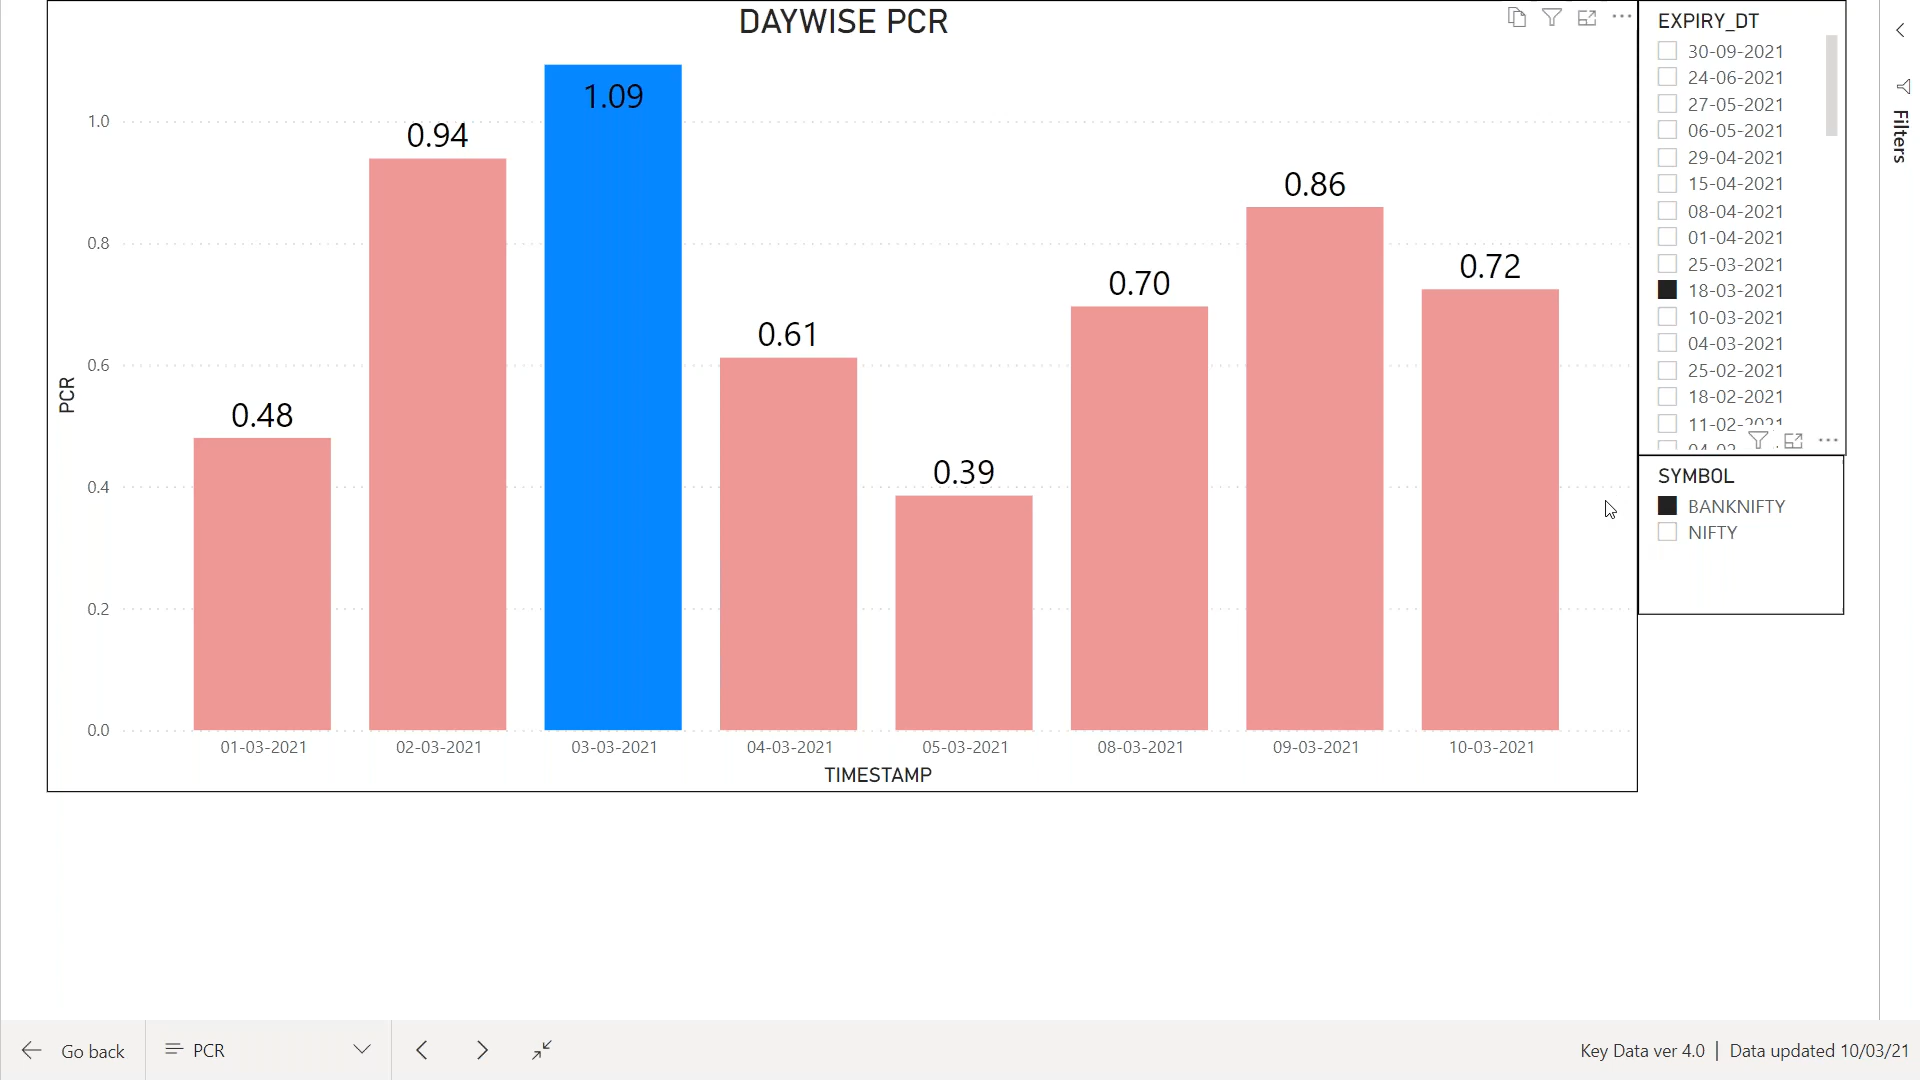 DAYWISE PCR
1.09
0.94
0.86
0.72
0.70
0.61
0.48
0.39
1.0
0.8
0.6
0.4
0.2
0.0
PCR
01-03-2021 02-03-2021 03-03-2021 04-03-2021 05-03-2021 08-03-2021 09-03-2021 10-03-2021
TIMESTAMP
EXPIRY_DT
30-09-2021
24-06-2021
27-05-2021
06-05-2021
29-04-2021
15-04-2021
08-04-2021
01-04-2021
25-03-2021
18-03-2021
10-03-2021
04-03-2021
25-02-2021
18-02-2021
11-02-2021
SYMBOL
BANKNIFTY
NIFTY
Filters
Go back
PCR
Key Data ver 4.0 | Data updated 10/03/21